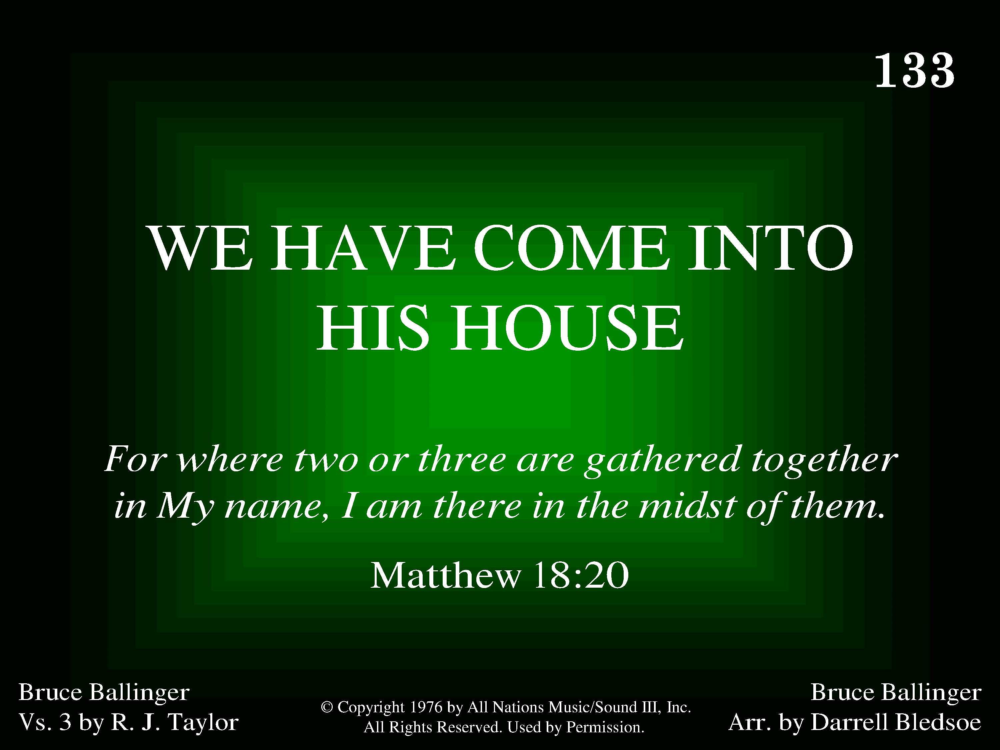 133
WE HAVE COME INTO
HIS HOUSE
For where two or three are gathered together
in My name, I am there in the midst of them.
Matthew 18:20
Bruce Ballinger
Vs. 3 by R. J. Taylor
© Copyright 1976 by All Nations Music/Sound III, Inc.
All Rights Reserved. Used by Permission.
Bruce Ballinger
Arr. by Darrell Bledsoe